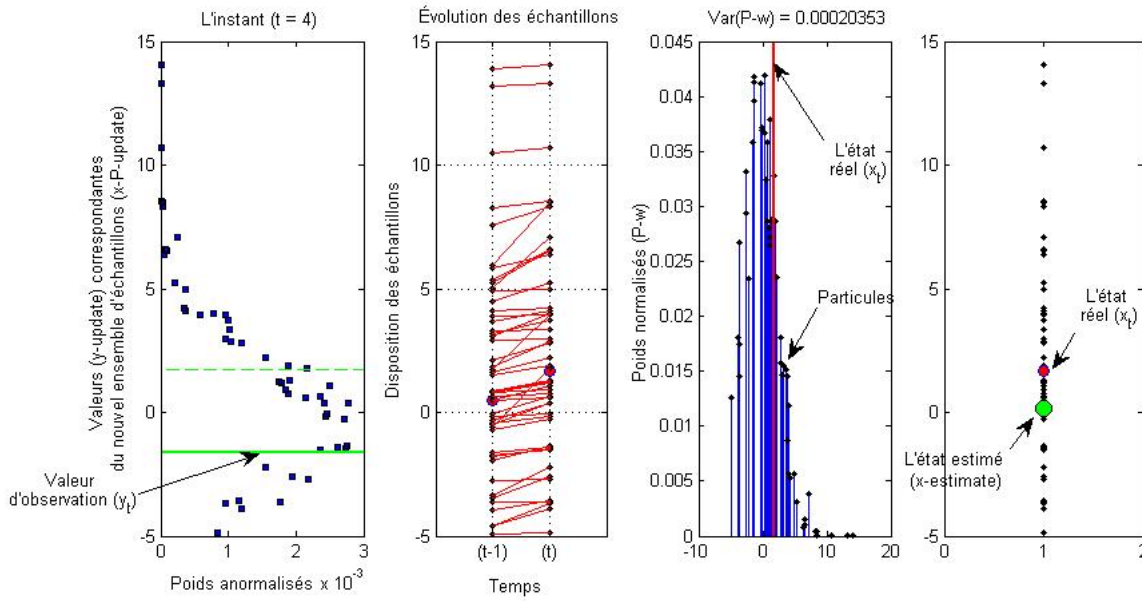 L'instant (t = 4)
Valeurs (y-update) correspondantes
du nouvel ensemble d'échantillons (x-P-update)
15
10
5
0
-5
0
1
2
3
Poids anormalisés x 10^-3
Valeur
d'observation (y_t)
Évolution des échantillons
Disposition des échantillons
15
10
5
0
-5
(t-1)
(t)
Temps
Var(P-w) = 0.00020353
Poids normalisés (P-w)
0.045
0.04
0.035
0.03
0.025
0.02
0.015
0.01
0.005
0
-10
0
10
20
L'état
réel (x_t)
Particules
15
10
5
0
-5
0
1
2
L'état
réel (x_t)
L'état estimé
(x-estimate)